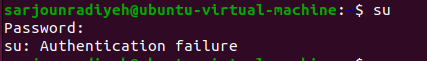 sarjounradiyeh@ubuntu-virtual-machine:~$ su
Password:
su: Authentication failure